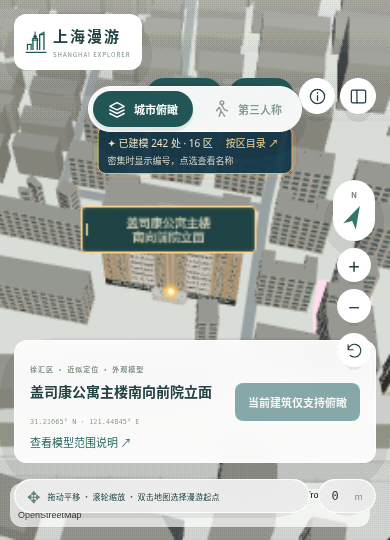 上海漫游
SHANGHAI EXPLORER
城市俯瞰
第三人称
✦ 已建模 242 处 · 16 区 按区目录 ↗
密集时显示编号，点选查看名称
盖司康公寓主楼
南向前院立面
N
+
−
徐汇区 · 近似定位 · 外观模型
盖司康公寓主楼南向前院立面
当前建筑仅支持俯瞰
31.21665° N · 121.44845° E
查看模型范围说明 ↗
拖动平移 · 滚轮缩放 · 双击地图选择漫游起点
0 m
OpenStreetMap